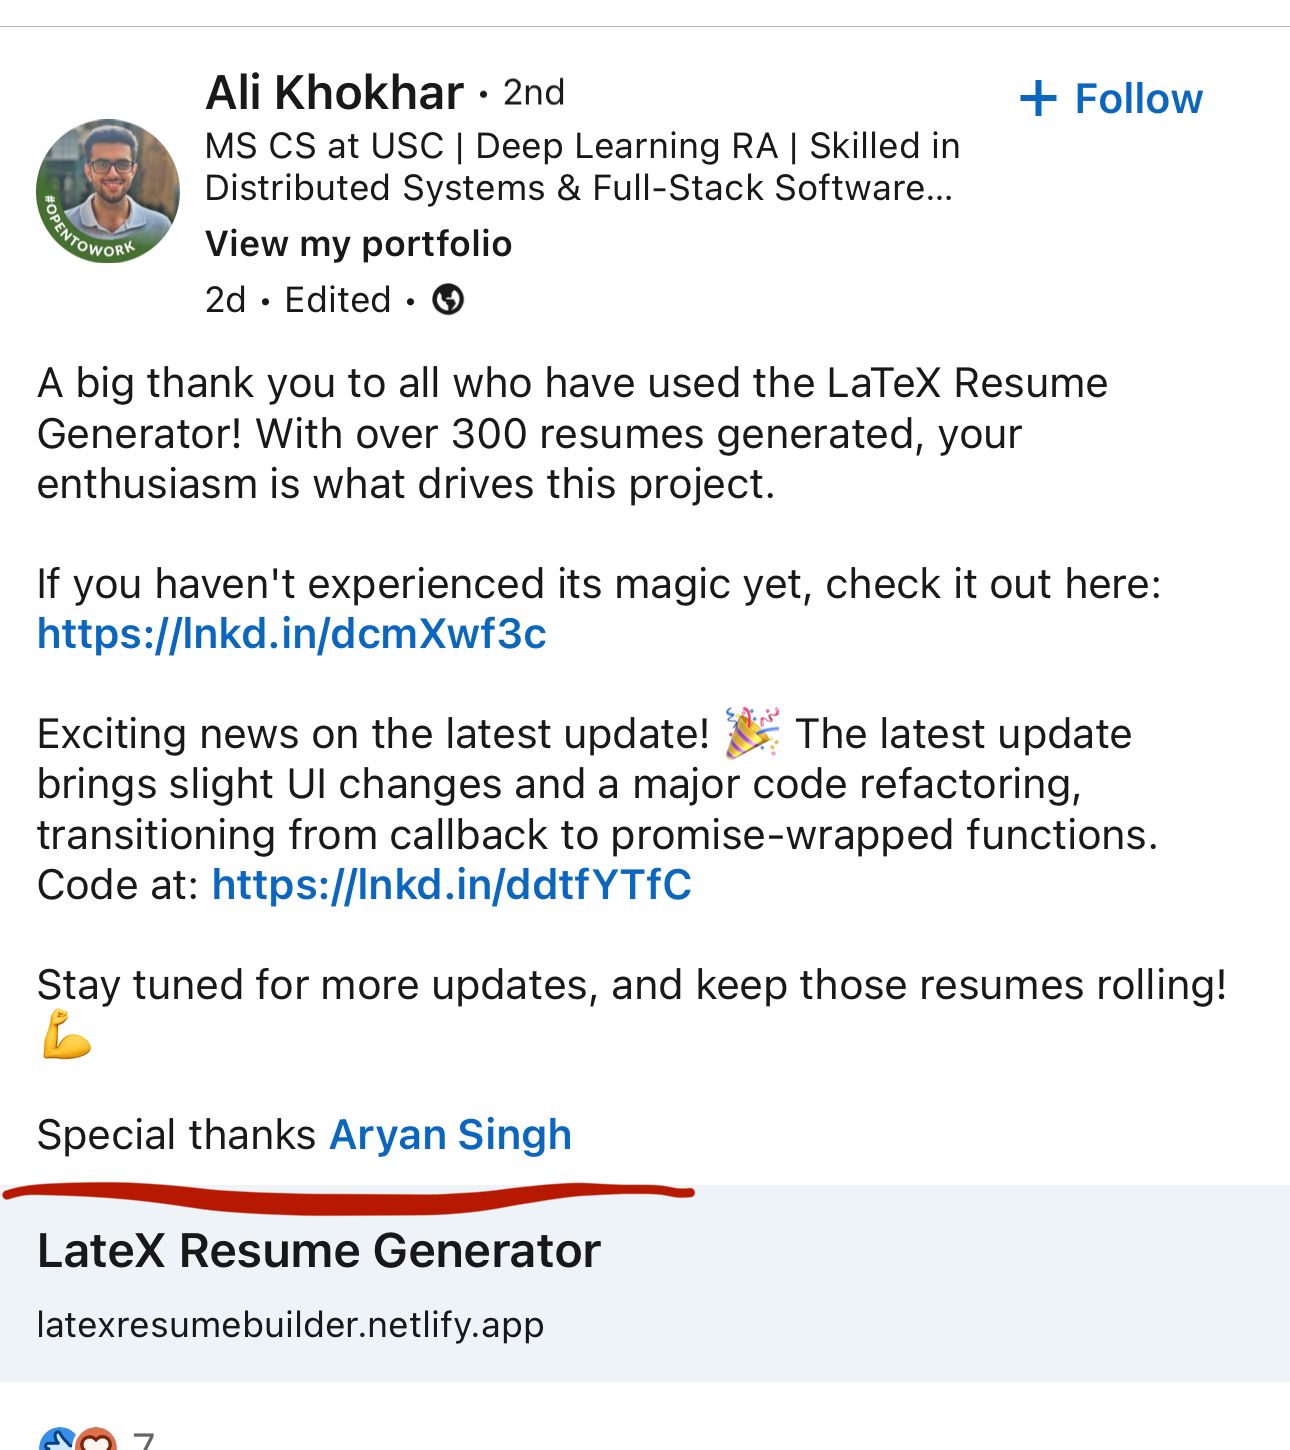 Ali Khokhar · 2nd
+ Follow
MS CS at USC | Deep Learning RA | Skilled in
Distributed Systems & Full-Stack Software...
#OPENTOWORK
View my portfolio
2d • Edited •
A big thank you to all who have used the LaTeX Resume
Generator! With over 300 resumes generated, your
enthusiasm is what drives this project.
If you haven't experienced its magic yet, check it out here:
https://lnkd.in/dcmXwf3c
Exciting news on the latest update! 🎉 The latest update
brings slight UI changes and a major code refactoring,
transitioning from callback to promise-wrapped functions.
Code at: https://lnkd.in/ddtfYTfC
Stay tuned for more updates, and keep those resumes rolling!
💪
Special thanks Aryan Singh
LateX Resume Generator
latexresumebuilder.netlify.app
7